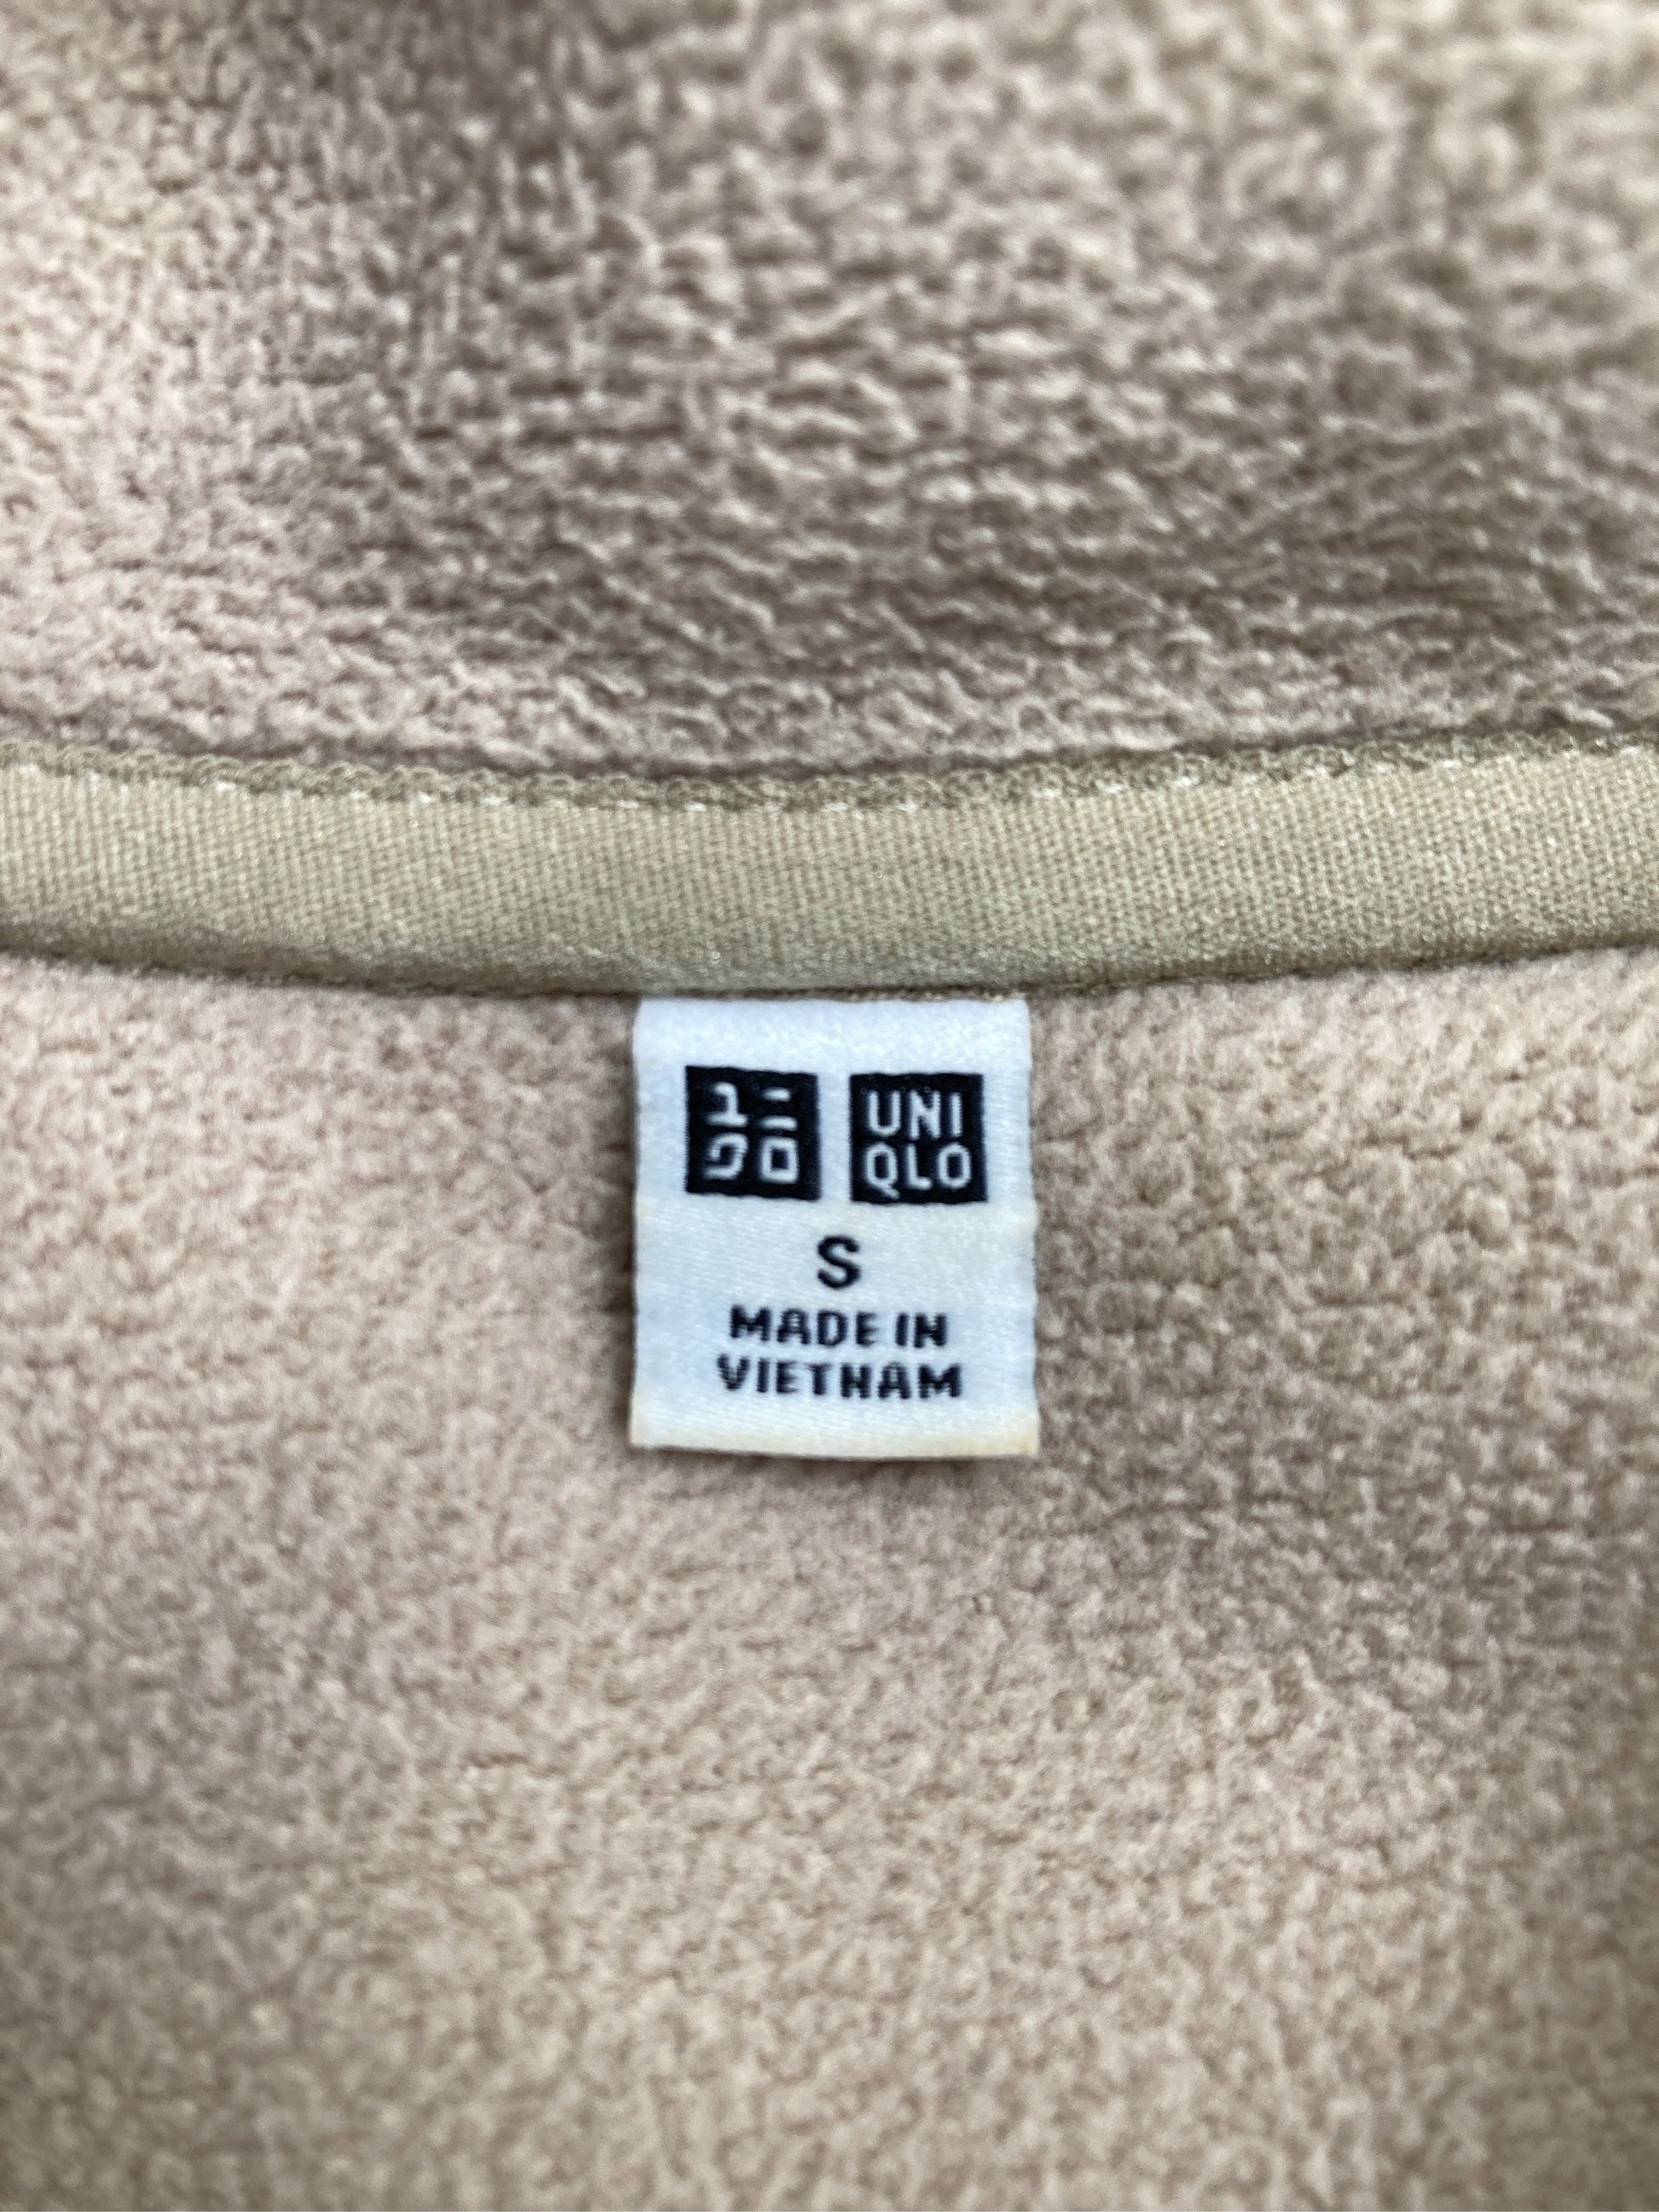 ユニ
クロ
UNI
QLO
S
MADE IN
VIETNAM